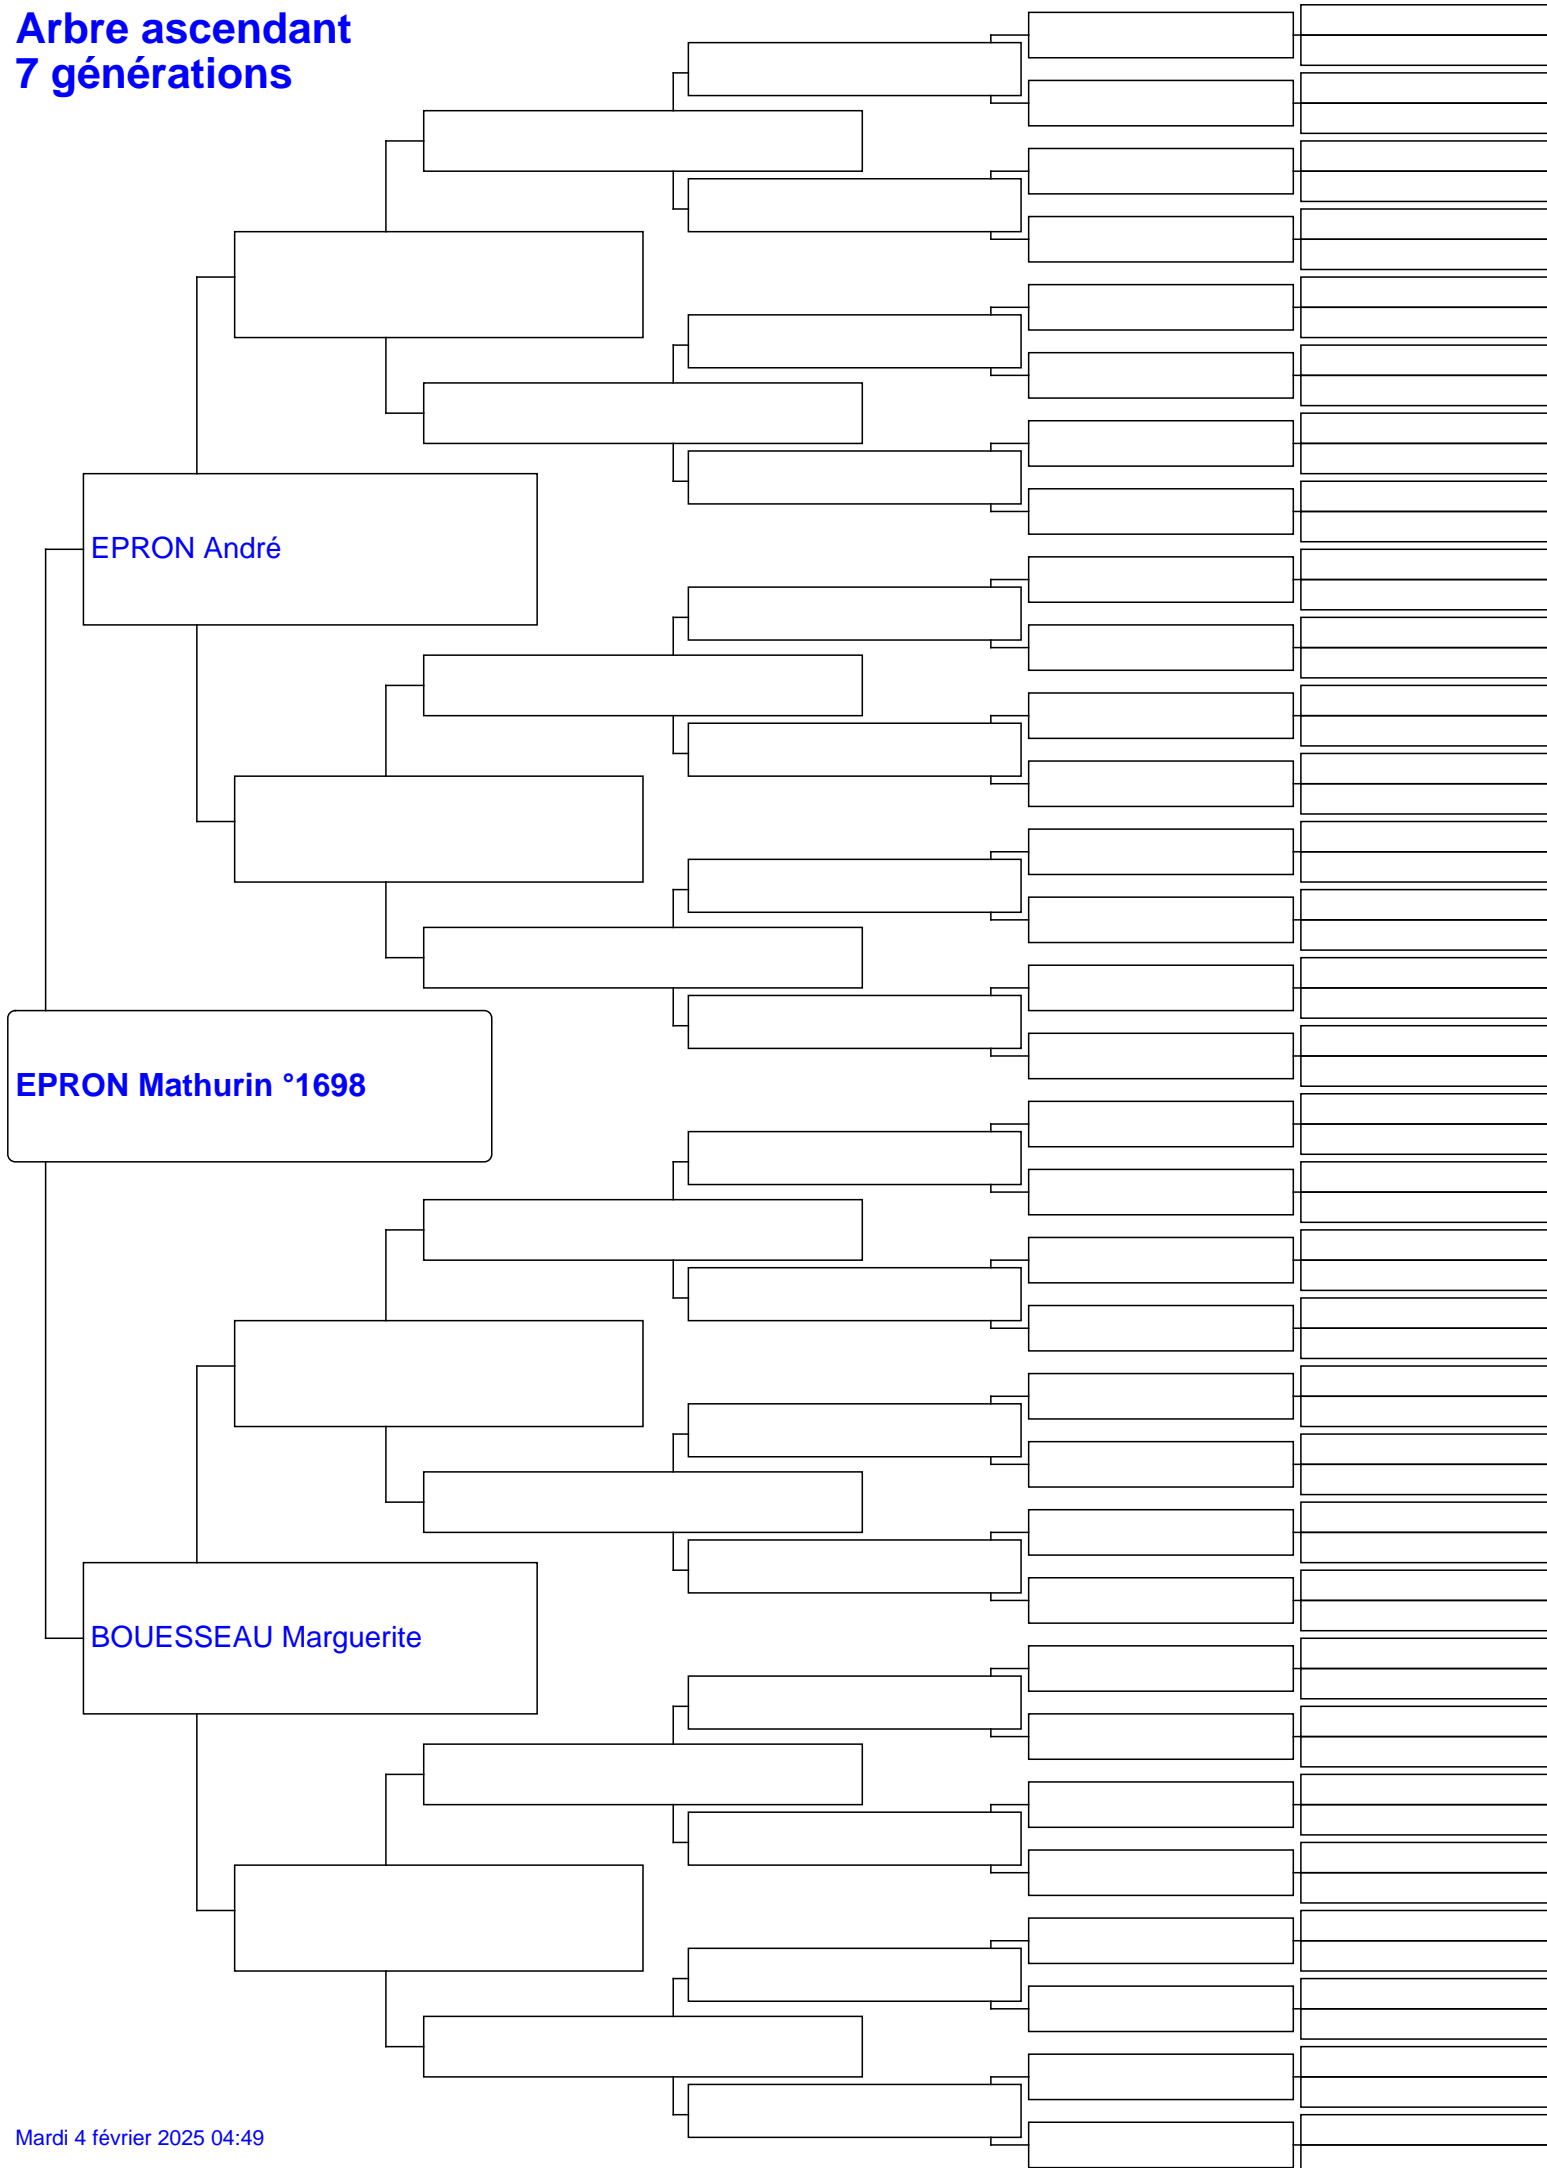 Arbre ascendant
7 générations
EPRON André
EPRON Mathurin °1698
BOUESSEAU Marguerite
Mardi 4 février 2025 04:49